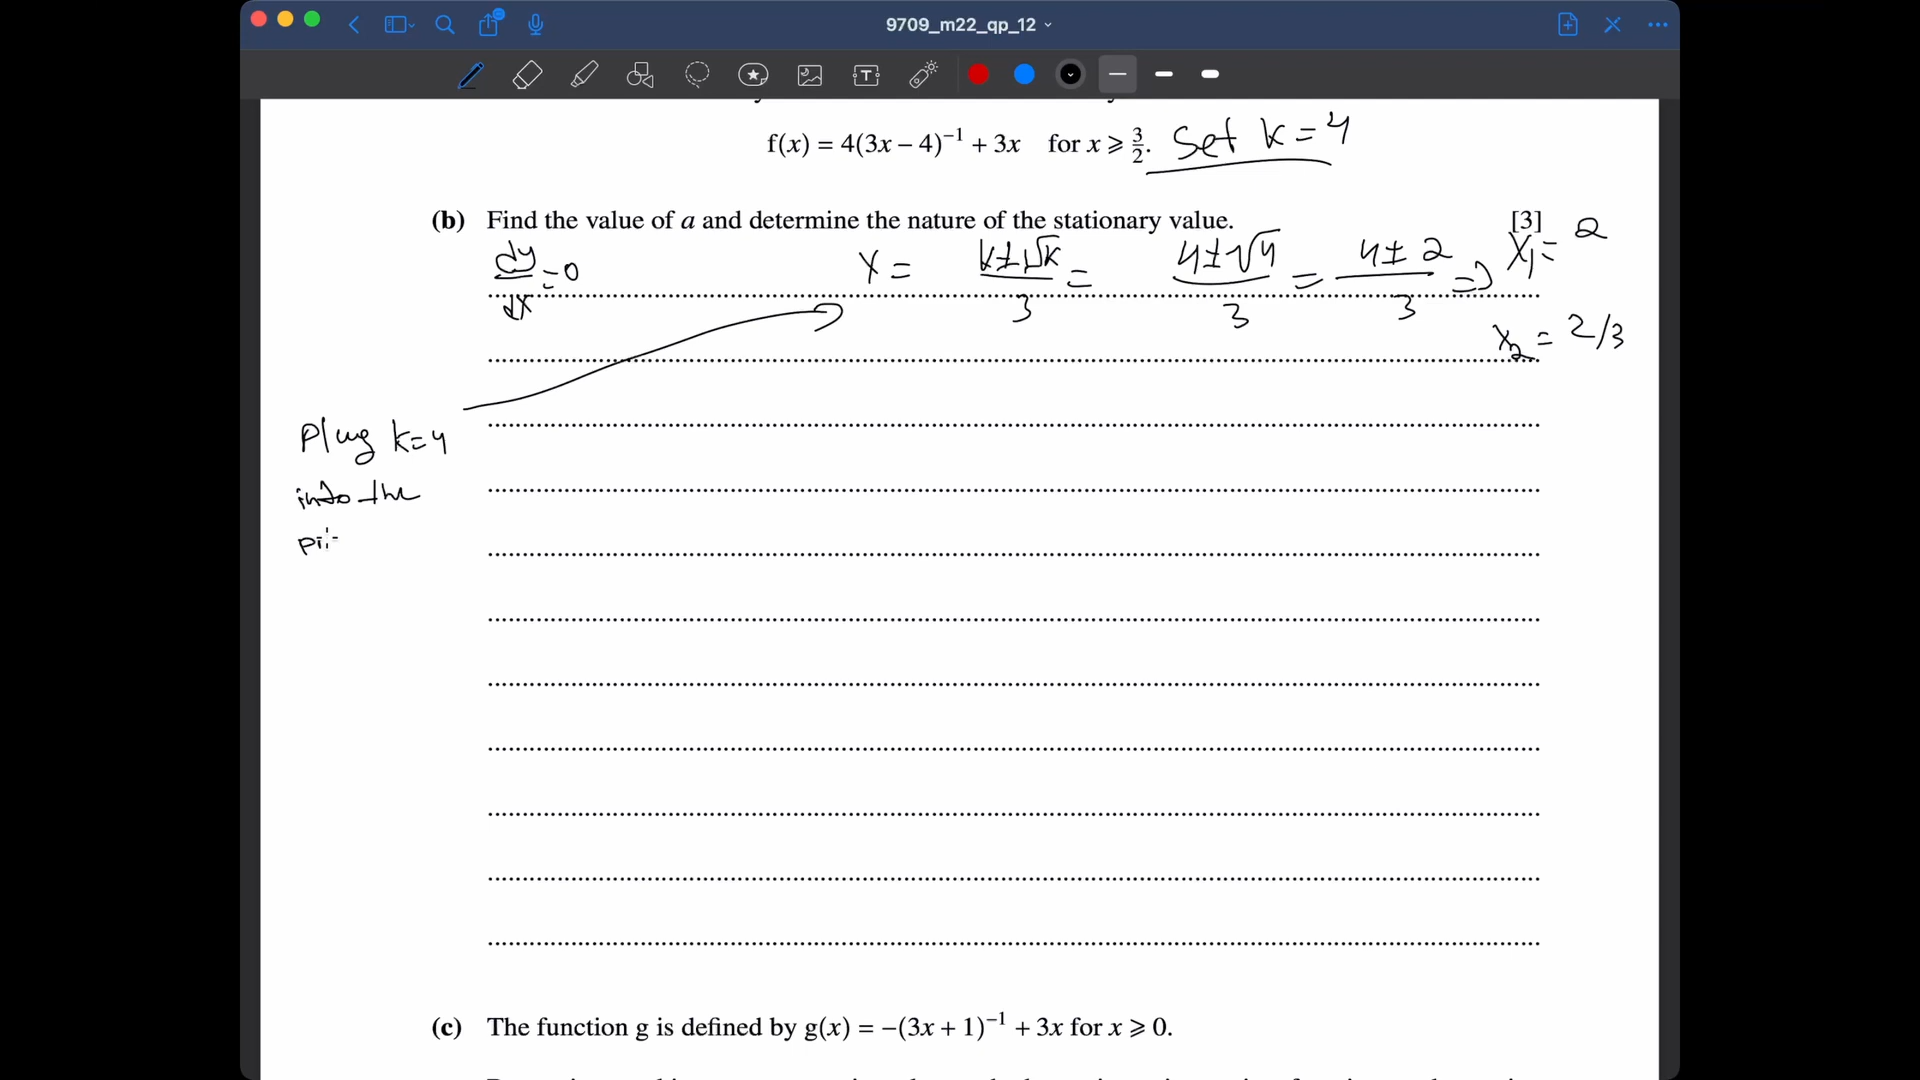 9709_m22_qp_12
f(x) = 4(3x − 4)⁻¹ + 3x for x ⩾ 3/2. Set k = 4
(b) Find the value of a and determine the nature of the stationary value. [3]
dy/dx = 0 x = (k ± √k)/3 = (4 ± √4)/3 = (4 ± 2)/3 => x₁ = 2
x₂ = 2/3
Plug k=4
into the
(c) The function g is defined by g(x) = −(3x + 1)⁻¹ + 3x for x ⩾ 0.